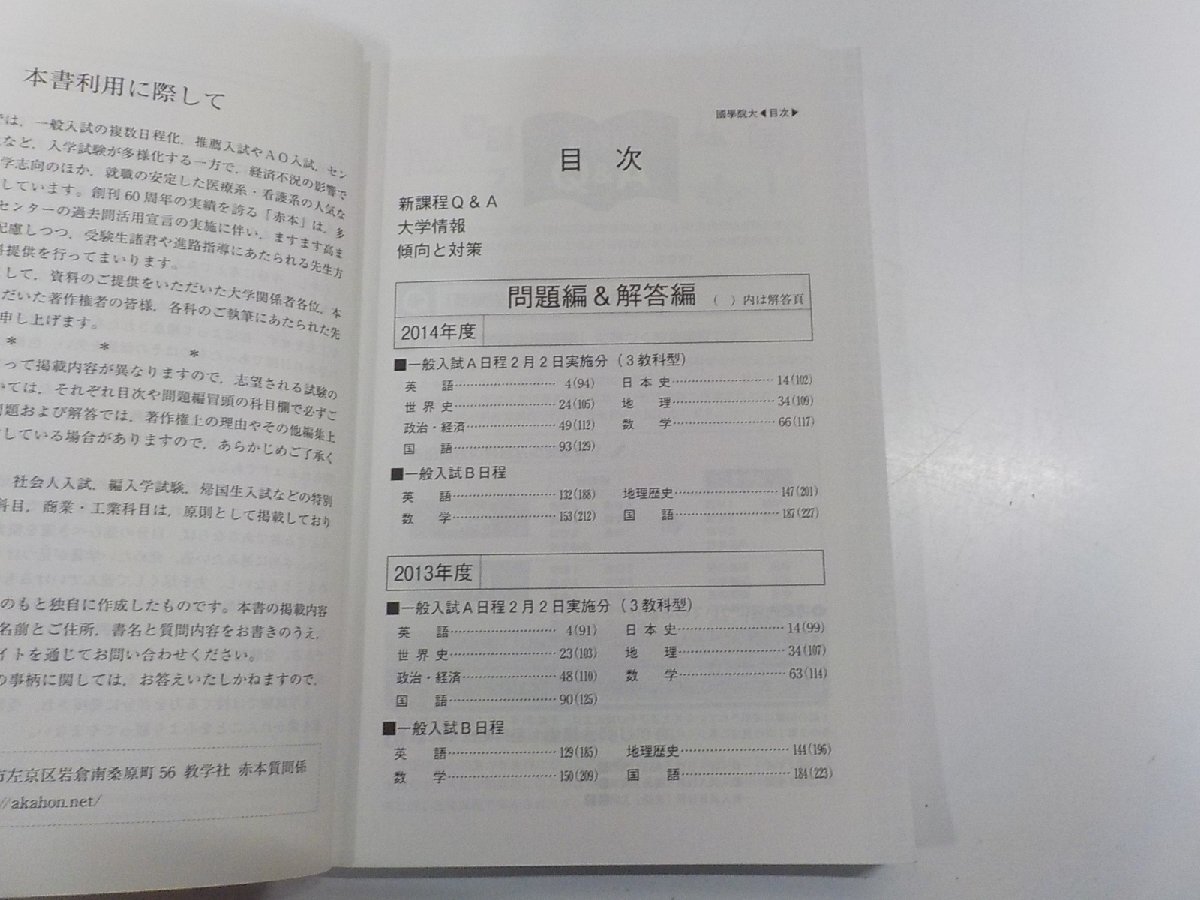 本書利用に際して
は、一般入試の複数日程化、推薦入試やAO入試、セン
など、入学試験が多様化する一方で、経済不況の影響で
学志向のほか、就職の安定した医療系・看護系の人気な
しています。創刊60周年の実績を誇る「赤本」は、多
センターの過去問活用宣言の実施に伴い、ますます高ま
配慮しつつ、受験生諸君や進路指導にあたられる先生方
料提供を行ってまいります。
して、資料のご提供をいただいた大学関係者各位、本
だいた著作権者の皆様、各科のご執筆にあたられた先
申し上げます。
* * *
って掲載内容が異なりますので、志望される試験の
いては、それぞれ目次や問題編冒頭の科目欄で必ずご
問題および解答では、著作権上の理由やその他編集上
している場合がありますので、あらかじめご了承く
社会人入試、編入学試験、帰国生入試などの特別
科目、商業・工業科目は、原則として掲載しており
のもと独自に作成したものです。本書の掲載内容
名前とご住所、書名と質問内容をお書きのうえ、
イトを通じてお問い合わせください。
の事柄に関しては、お答えいたしかねますので、
市左京区岩倉南桑原町56 教学社 赤本質問係
//akahon.net/
國學院大◀目次▶
目 次
新課程Q&A
大学情報
傾向と対策
問題編&解答編 ( )内は解答頁
2014年度
■一般入試A日程2月2日実施分(3教科型)
英 語…………………… 4(94) 日 本 史…………………… 14(102)
世 界 史…………………… 24(105) 地 理…………………… 34(109)
政治・経済…………………… 49(112) 数 学…………………… 66(117)
国 語…………………… 93(129)
■一般入試B日程
英 語…………………… 132(188) 地理歴史…………………… 147(201)
数 学…………………… 153(212) 国 語…………………… 187(227)
2013年度
■一般入試A日程2月2日実施分(3教科型)
英 語…………………… 4(91) 日 本 史…………………… 14(99)
世 界 史…………………… 23(103) 地 理…………………… 34(107)
政治・経済…………………… 48(110) 数 学…………………… 63(114)
国 語…………………… 90(125)
■一般入試B日程
英 語…………………… 129(185) 地理歴史…………………… 144(196)
数 学…………………… 150(209) 国 語…………………… 184(223)